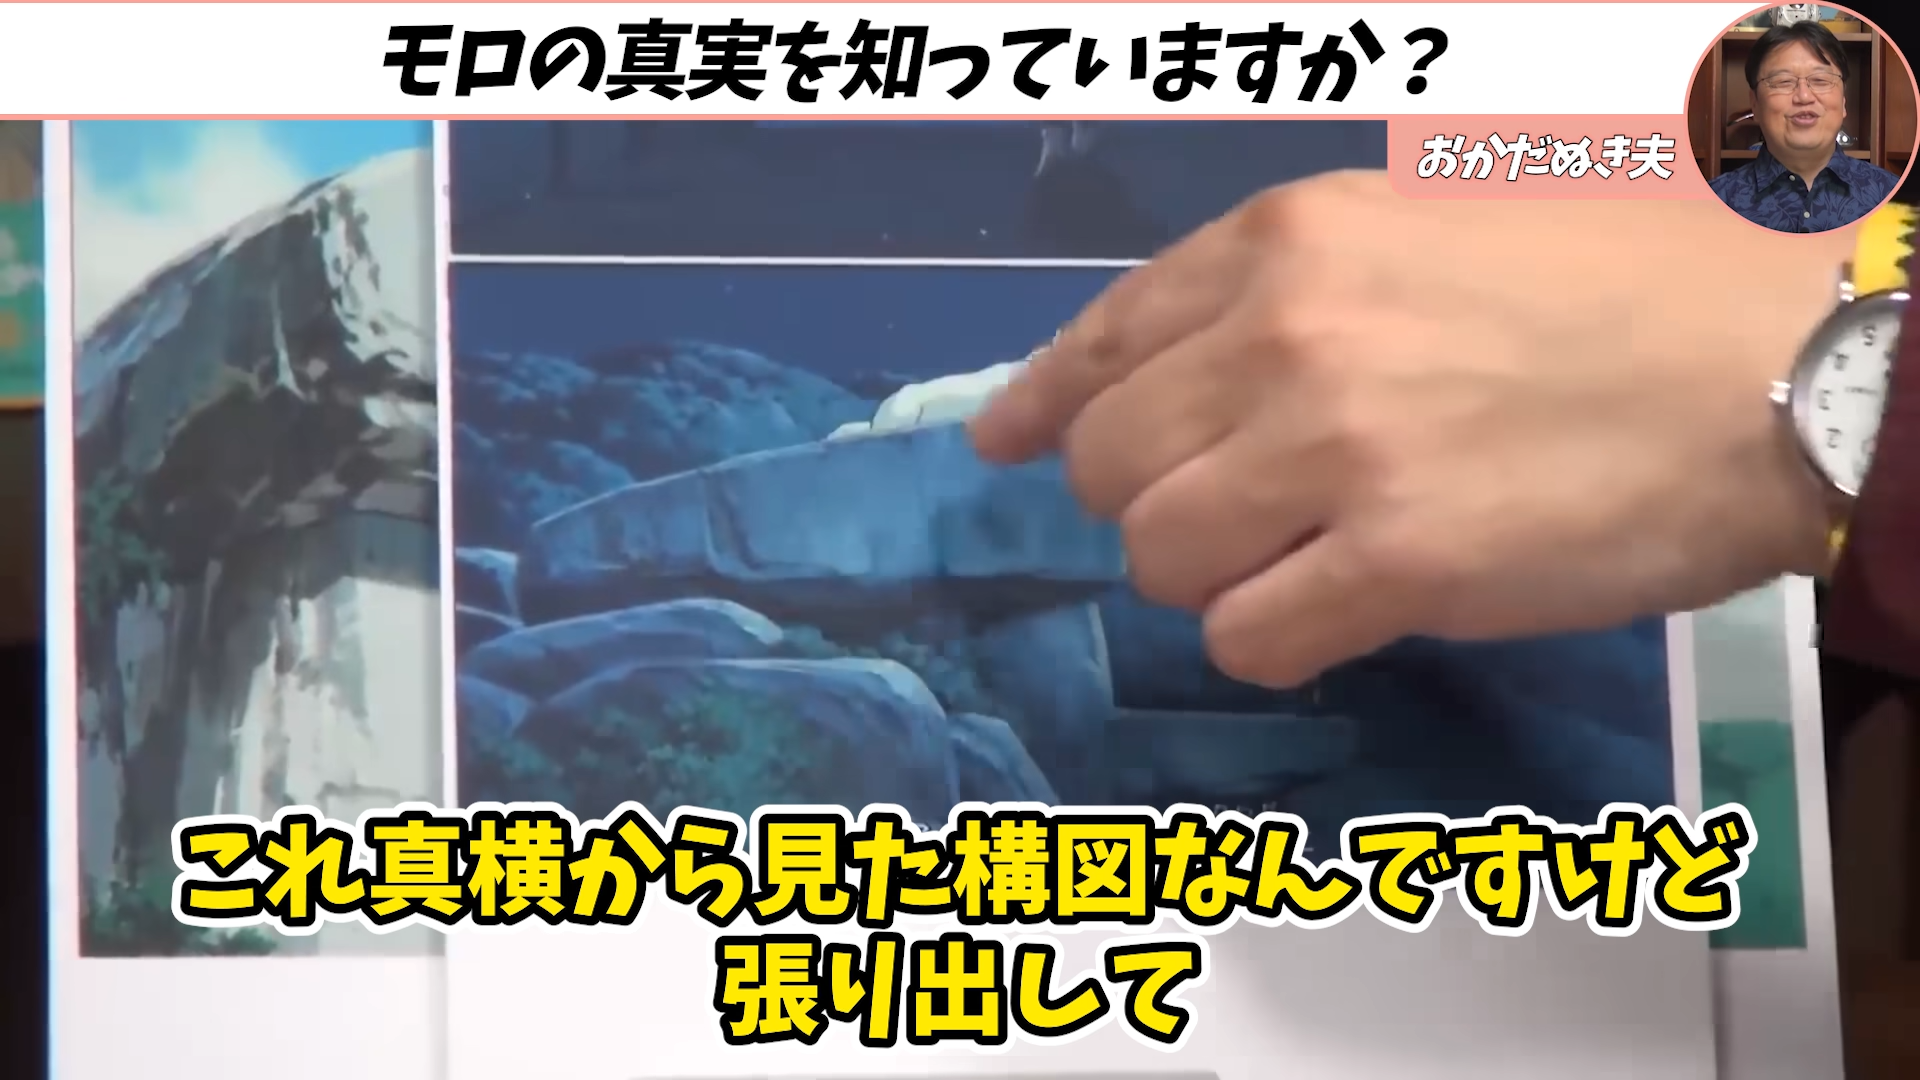 モロの真実を知っていますか？
おかだぬき夫
これ真横から見た構図なんですけど
張り出して